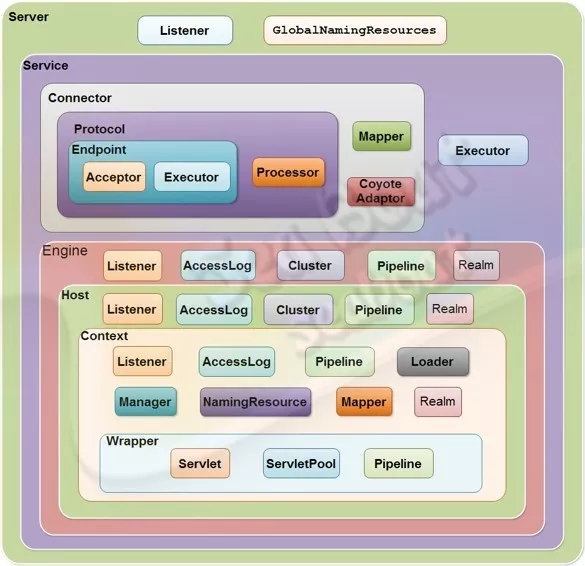 Server
Listener
GlobalNamingResources
Service
Connector
Protocol
Endpoint
Acceptor
Executor
Processor
Mapper
Coyote
Adaptor
Executor
Engine
Listener
AccessLog
Cluster
Pipeline
Realm
Host
Listener
AccessLog
Cluster
Pipeline
Realm
Context
Listener
AccessLog
Pipeline
Loader
Manager
NamingResource
Mapper
Realm
Wrapper
Servlet
ServletPool
Pipeline